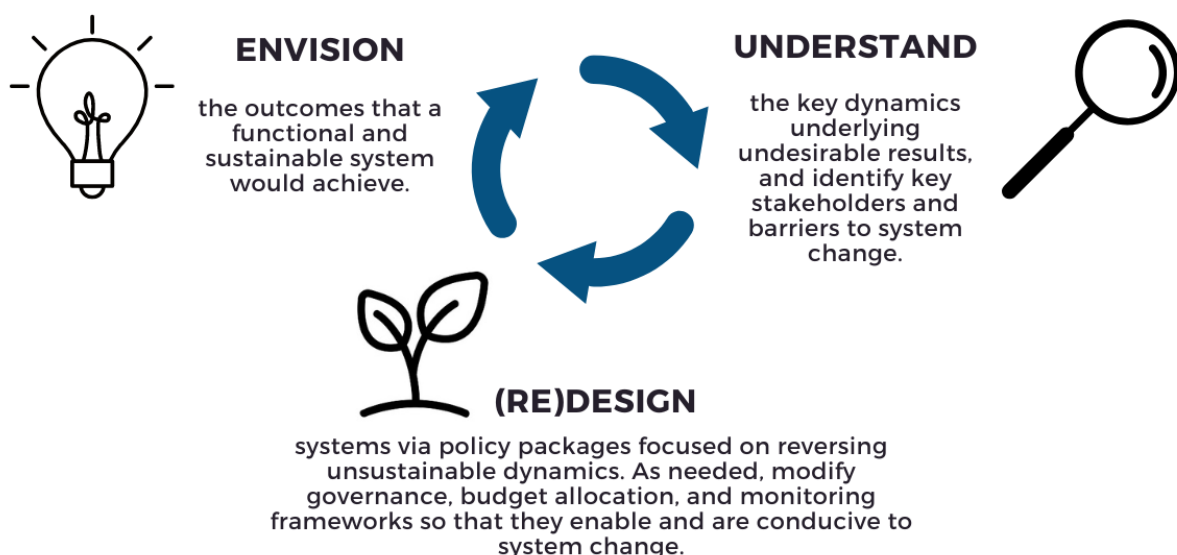 ENVISION
the outcomes that a
functional and
sustainable system
would achieve.
UNDERSTAND
the key dynamics
underlying
undesirable results,
and identify key
stakeholders and
barriers to system
change.
(RE)DESIGN
systems via policy packages focused on reversing
unsustainable dynamics. As needed, modify
governance, budget allocation, and monitoring
frameworks so that they enable and are conducive to
system change.